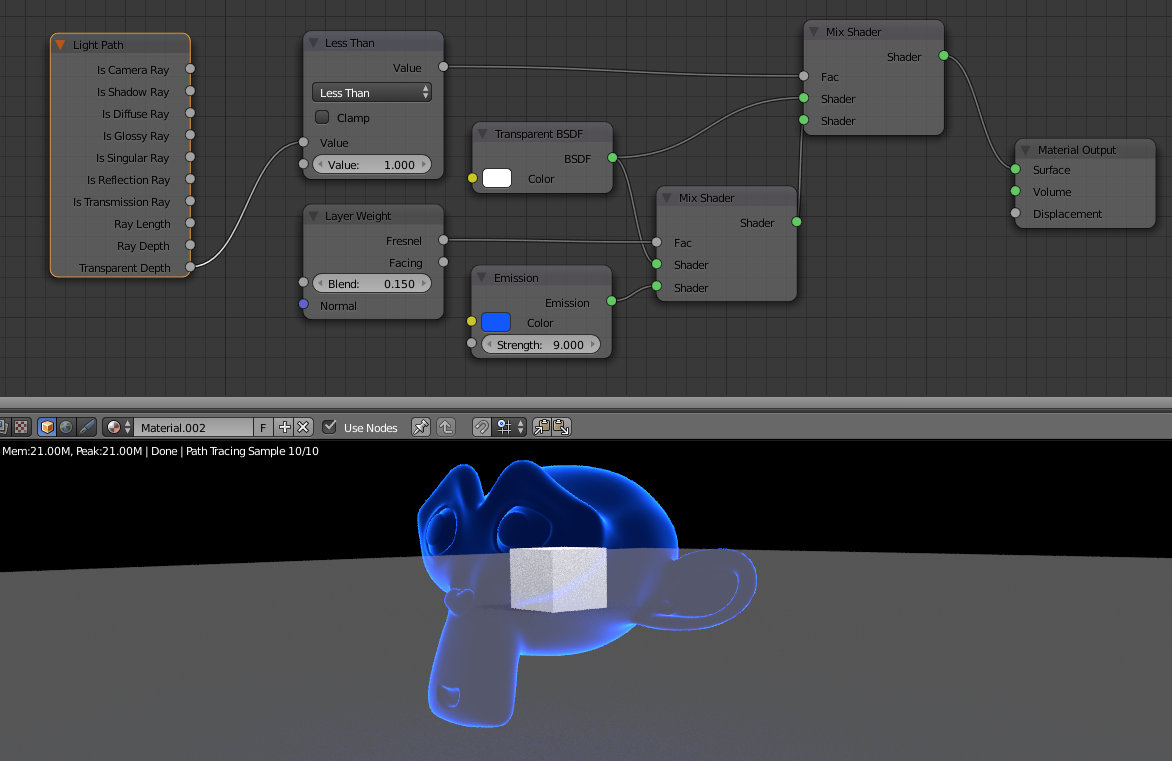 Light Path
Is Camera Ray
Is Shadow Ray
Is Diffuse Ray
Is Glossy Ray
Is Singular Ray
Is Reflection Ray
Is Transmission Ray
Ray Length
Ray Depth
Transparent Depth
Less Than
Value
Less Than
Clamp
Value
Value: 1.000
Layer Weight
Fresnel
Facing
Blend: 0.150
Normal
Transparent BSDF
BSDF
Color
Emission
Emission
Color
Strength: 9.000
Mix Shader
Shader
Fac
Shader
Shader
Mix Shader
Shader
Fac
Shader
Shader
Material Output
Surface
Volume
Displacement
Material.002 F Use Nodes
Mem:21.00M, Peak:21.00M | Done | Path Tracing Sample 10/10